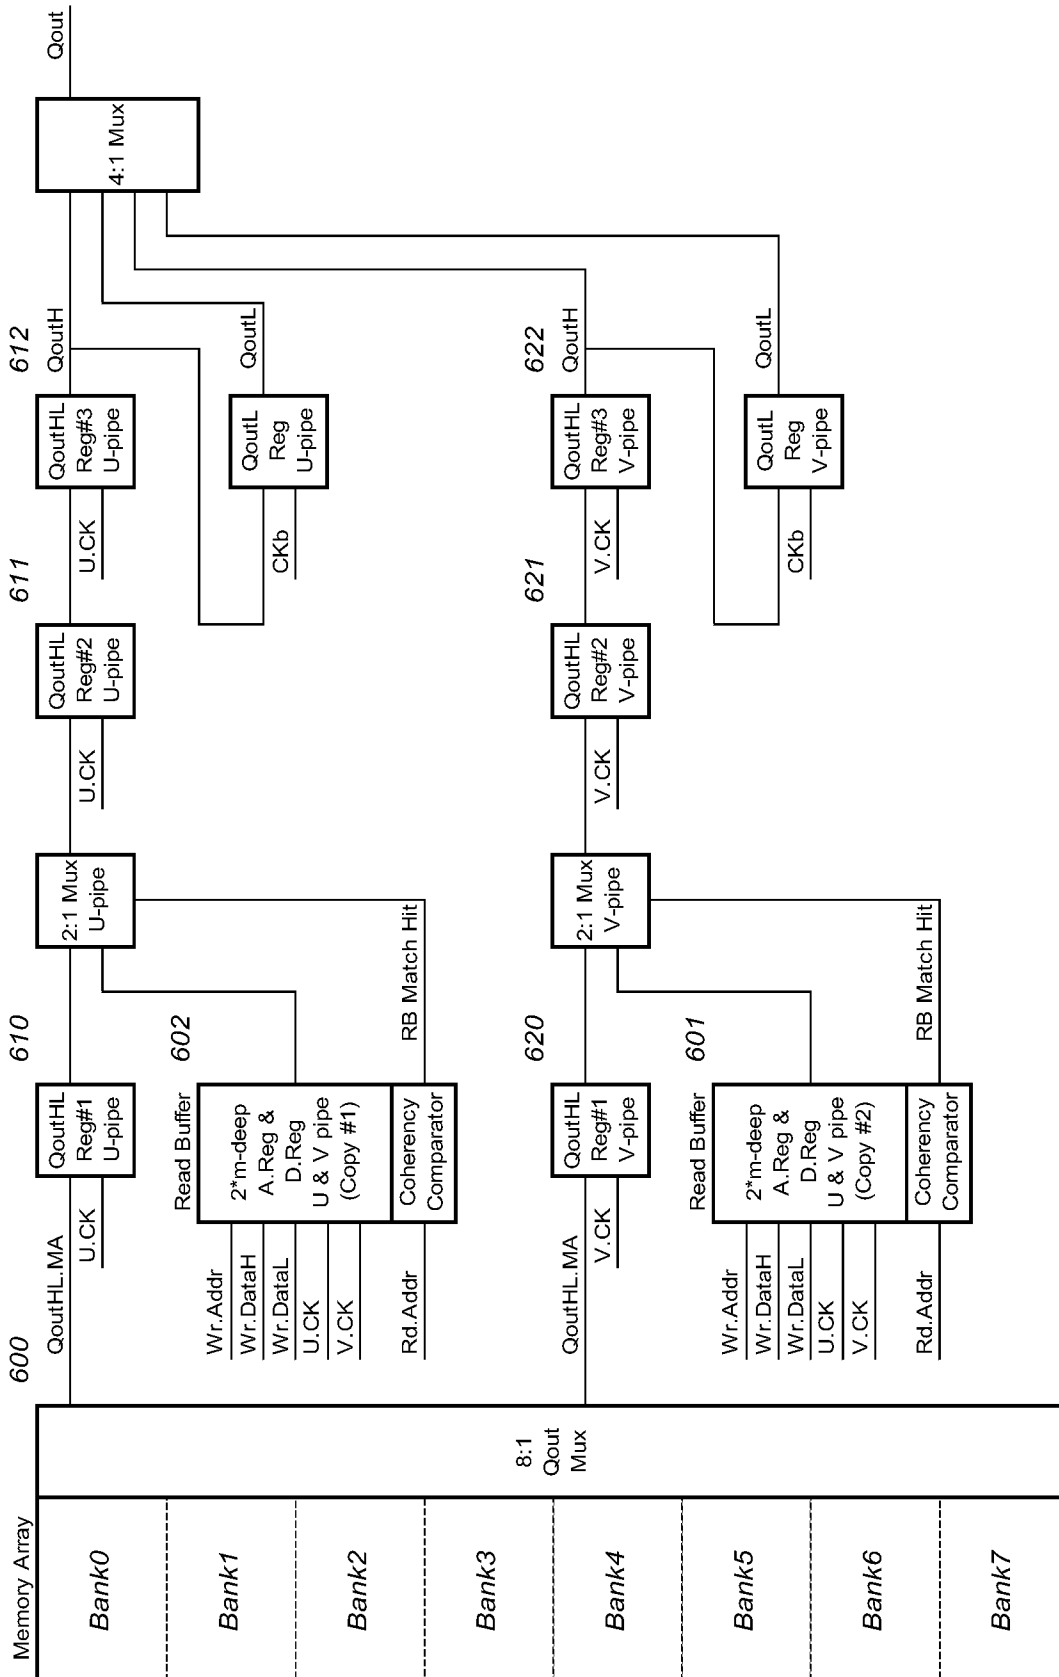 Memory Array
Bank0
Bank1
Bank2
Bank3
Bank4
Bank5
Bank6
Bank7
8:1
Qout
Mux
600
QoutHL.MA
U.CK
QoutHL
Reg#1
U-pipe
610
2:1 Mux
U-pipe
U.CK
QoutHL
Reg#2
U-pipe
611
U.CK
QoutHL
Reg#3
U-pipe
612
QoutH
CKb
QoutL
Reg
U-pipe
QoutL
4:1 Mux
Qout
Read Buffer
602
Wr.Addr
Wr.DataH
Wr.DataL
U.CK
V.CK
Rd.Addr
2*m-deep
A.Reg &
D.Reg
U & V pipe
(Copy #1)
Coherency
Comparator
RB Match Hit
QoutHL.MA
V.CK
QoutHL
Reg#1
V-pipe
620
2:1 Mux
V-pipe
V.CK
QoutHL
Reg#2
V-pipe
621
V.CK
QoutHL
Reg#3
V-pipe
622
QoutH
CKb
QoutL
Reg
V-pipe
QoutL
Read Buffer
601
Wr.Addr
Wr.DataH
Wr.DataL
U.CK
V.CK
Rd.Addr
2*m-deep
A.Reg &
D.Reg
U & V pipe
(Copy #2)
Coherency
Comparator
RB Match Hit